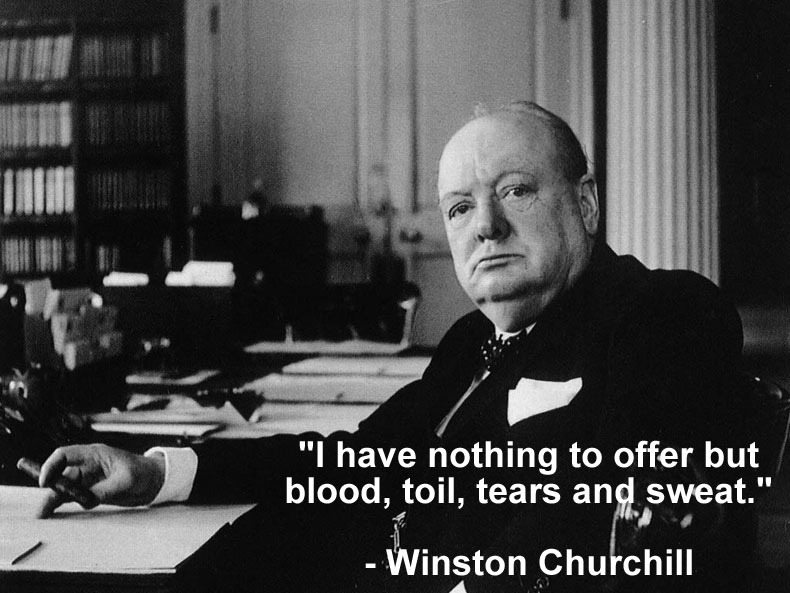 "I have nothing to offer but
blood, toil, tears and sweat."
- Winston Churchill